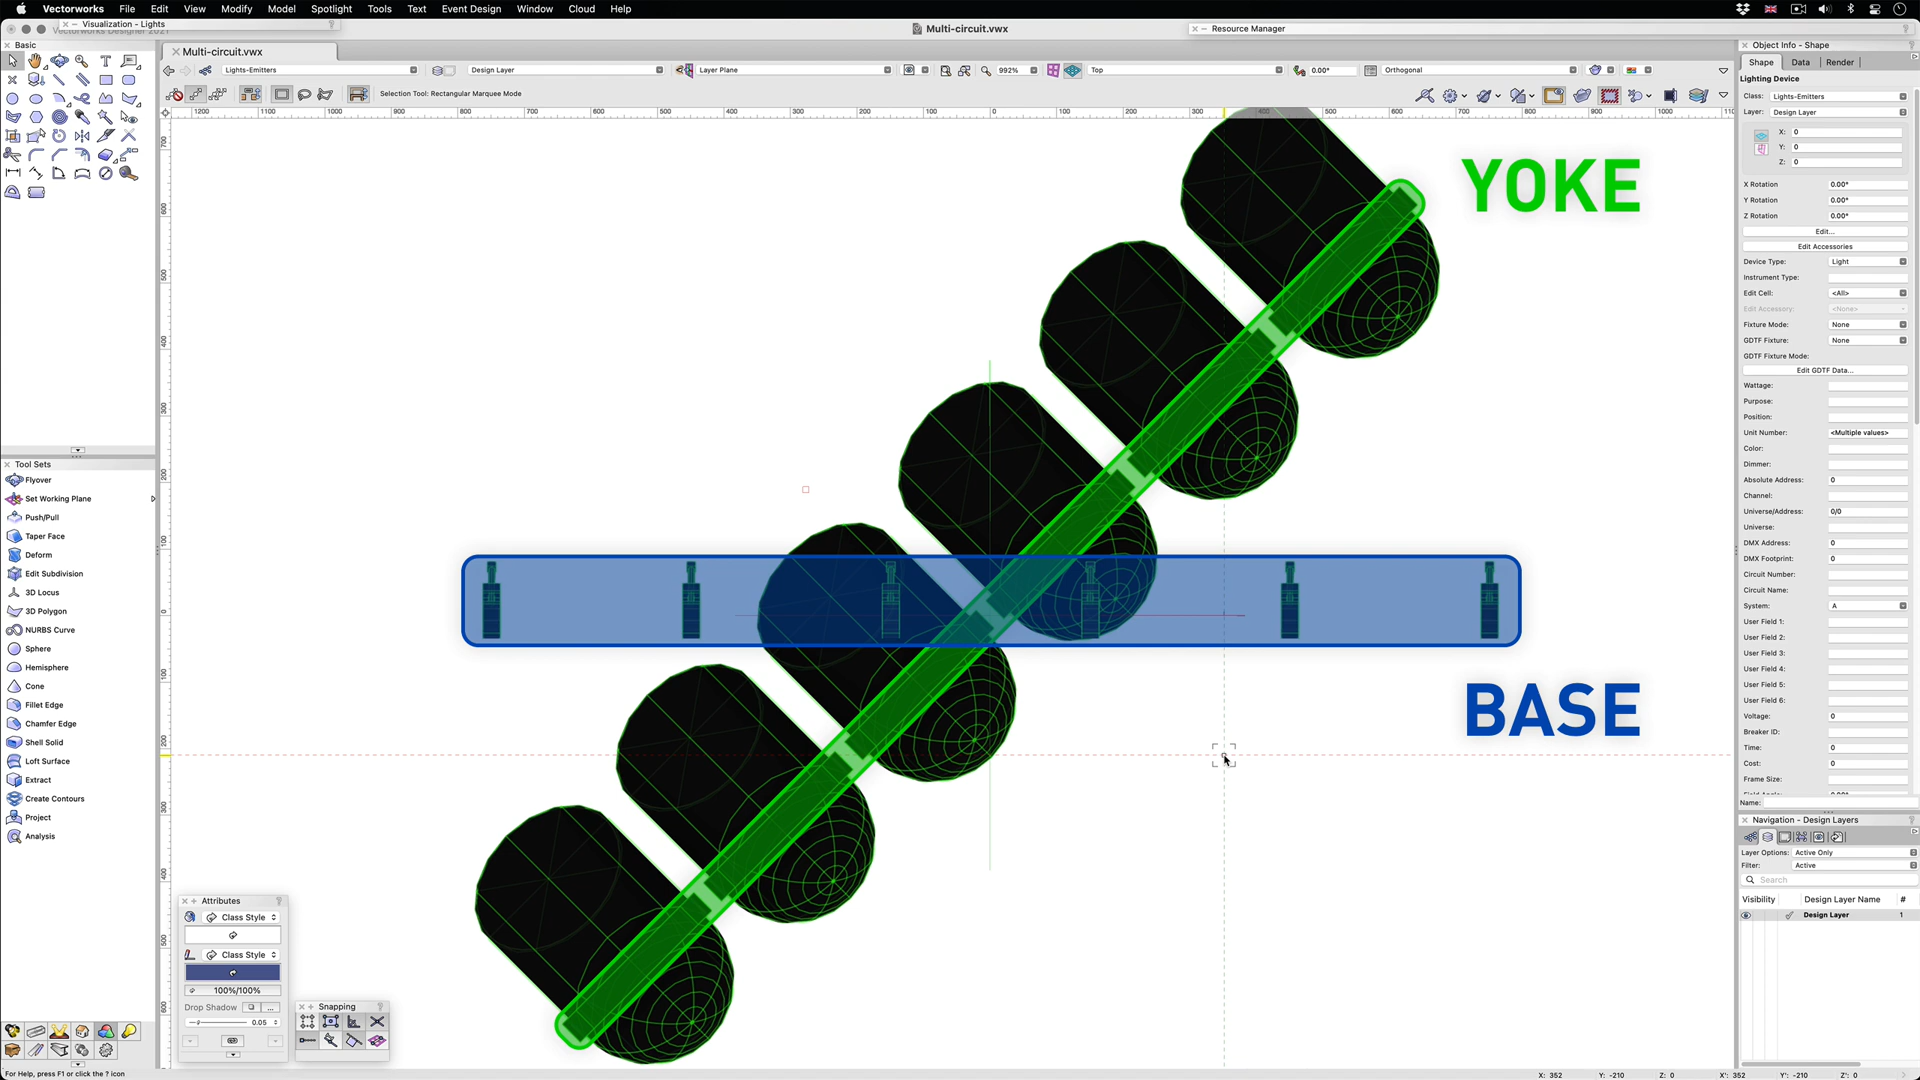 Vectorworks File Edit View Modify Model Spotlight Tools Text Event Design Window Cloud Help
Visualization - Lights
Vectorworks Designer 2021
Multi-circuit.vwx
Resource Manager
Basic
Multi-circuit.vwx
Object Info - Shape
Lights-Emitters
Design Layer
Layer Plane
992%
Top
0.00°
Orthogonal
Selection Tool: Rectangular Marquee Mode
Shape Data Render
Lighting Device
Class: Lights-Emitters
Layer: Design Layer
X: 0
Y: 0
Z: 0
X Rotation 0.00°
Y Rotation 0.00°
Z Rotation 0.00°
Edit...
Edit Accessories
Device Type: Light
Instrument Type:
Edit Cell: <All>
Edit Accessory: <None>
Fixture Mode: None
GDTF Fixture: None
GDTF Fixture Mode:
Edit GDTF Data...
Wattage:
Purpose:
Position:
Unit Number: <Multiple values>
Color:
Dimmer:
Absolute Address: 0
Channel:
Universe/Address: 0/0
Universe:
DMX Address: 0
DMX Footprint: 0
Circuit Number:
Circuit Name:
System: A
User Field 1:
User Field 2:
User Field 3:
User Field 4:
User Field 5:
User Field 6:
Voltage: 0
Breaker ID:
Time: 0
Cost: 0
Frame Size:
Name:
YOKE
BASE
Tool Sets
Flyover
Set Working Plane
Push/Pull
Taper Face
Deform
Edit Subdivision
3D Locus
3D Polygon
NURBS Curve
Sphere
Hemisphere
Cone
Fillet Edge
Chamfer Edge
Shell Solid
Loft Surface
Extract
Create Contours
Project
Analysis
Attributes
Class Style
Class Style
100%/100%
Drop Shadow
0.05
Snapping
Navigation - Design Layers
Layer Options: Active Only
Filter: Active
Search
Visibility Design Layer Name #
Design Layer 1
For Help, press F1 or click the ? icon
X: 352 Y: -210 Z: 0 X': 352 Y': -210 Z': 0